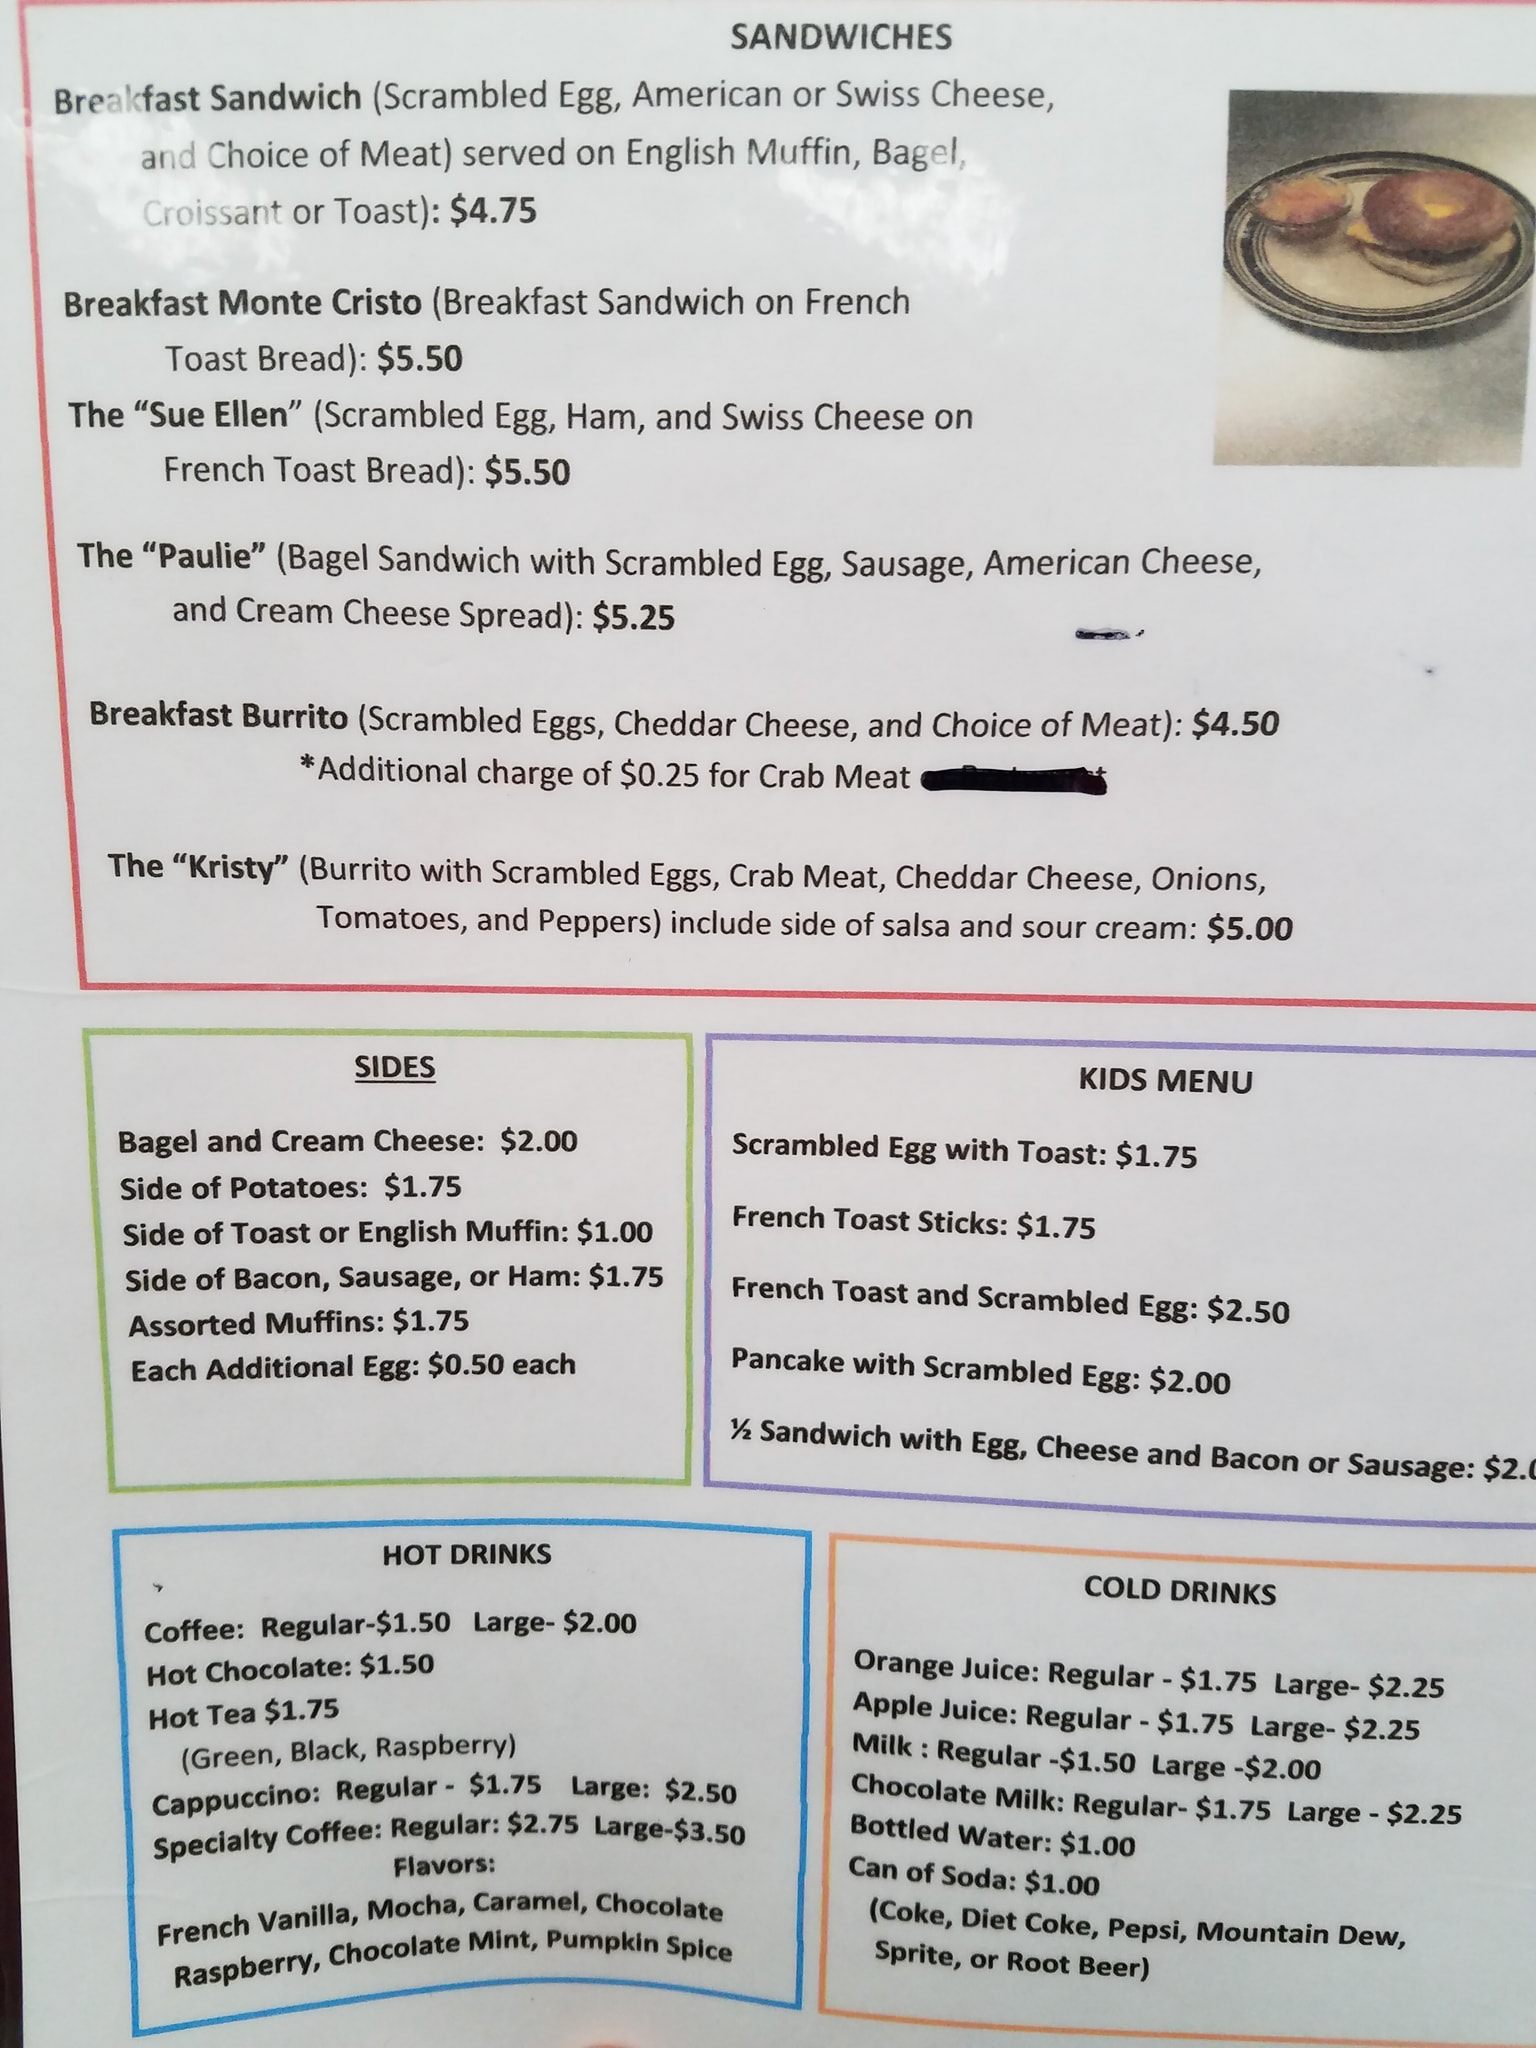 SANDWICHES
Breakfast Sandwich (Scrambled Egg, American or Swiss Cheese,
and Choice of Meat) served on English Muffin, Bagel,
Croissant or Toast): $4.75
Breakfast Monte Cristo (Breakfast Sandwich on French
Toast Bread): $5.50
The “Sue Ellen” (Scrambled Egg, Ham, and Swiss Cheese on
French Toast Bread): $5.50
The “Paulie” (Bagel Sandwich with Scrambled Egg, Sausage, American Cheese,
and Cream Cheese Spread): $5.25
Breakfast Burrito (Scrambled Eggs, Cheddar Cheese, and Choice of Meat): $4.50
*Additional charge of $0.25 for Crab Meat
The “Kristy” (Burrito with Scrambled Eggs, Crab Meat, Cheddar Cheese, Onions,
Tomatoes, and Peppers) include side of salsa and sour cream: $5.00
SIDES
Bagel and Cream Cheese: $2.00
Side of Potatoes: $1.75
Side of Toast or English Muffin: $1.00
Side of Bacon, Sausage, or Ham: $1.75
Assorted Muffins: $1.75
Each Additional Egg: $0.50 each
KIDS MENU
Scrambled Egg with Toast: $1.75
French Toast Sticks: $1.75
French Toast and Scrambled Egg: $2.50
Pancake with Scrambled Egg: $2.00
½ Sandwich with Egg, Cheese and Bacon or Sausage:
HOT DRINKS
Coffee: Regular-$1.50 Large- $2.00
Hot Chocolate: $1.50
Hot Tea $1.75
(Green, Black, Raspberry)
Cappuccino: Regular - $1.75 Large: $2.50
Specialty Coffee: Regular: $2.75 Large-$3.50
Flavors:
French Vanilla, Mocha, Caramel, Chocolate
Raspberry, Chocolate Mint, Pumpkin Spice
COLD DRINKS
Orange Juice: Regular - $1.75 Large- $2.25
Apple Juice: Regular - $1.75 Large- $2.25
Milk : Regular -$1.50 Large -$2.00
Chocolate Milk: Regular- $1.75 Large - $2.25
Bottled Water: $1.00
Can of Soda: $1.00
(Coke, Diet Coke, Pepsi, Mountain Dew,
Sprite, or Root Beer)